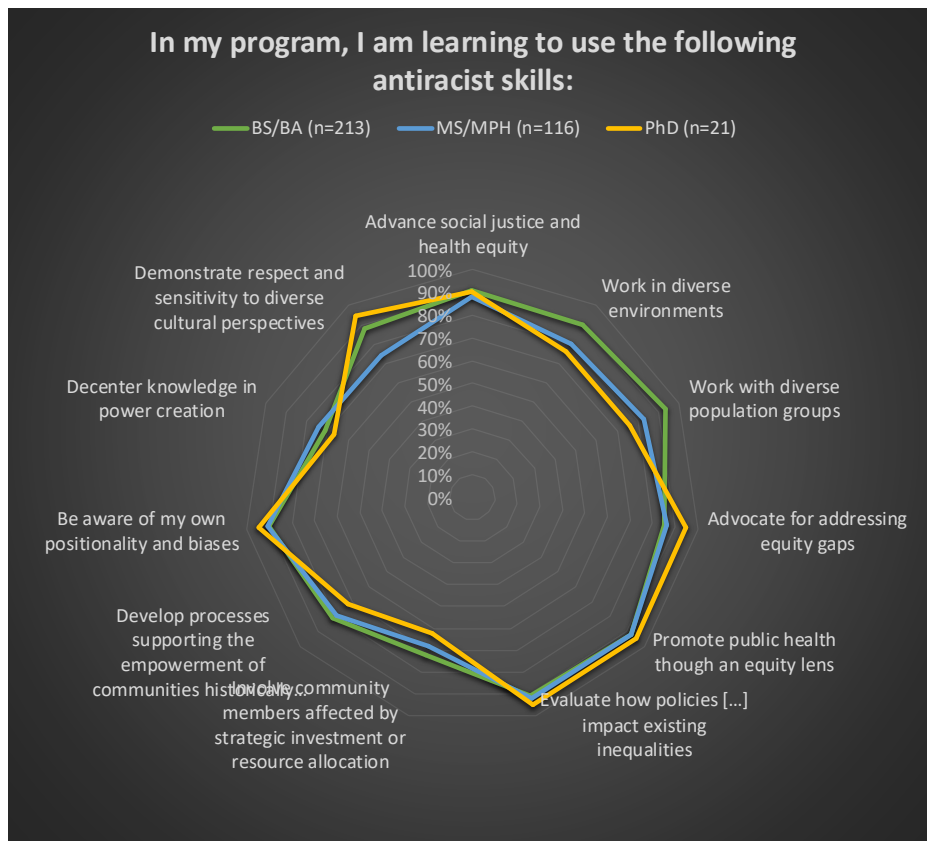 In my program, I am learning to use the following
antiracist skills:
BS/BA (n=213) MS/MPH (n=116) PhD (n=21)
Advance social justice and
health equity
Work in diverse
environments
Work with diverse
population groups
Advocate for addressing
equity gaps
Promote public health
though an equity lens
Evaluate how policies [...]
impact existing
inequalities
Involve community
members affected by
strategic investment or
resource allocation
Develop processes
supporting the
empowerment of
communities historically...
Be aware of my own
positionality and biases
Decenter knowledge in
power creation
Demonstrate respect and
sensitivity to diverse
cultural perspectives
100%
90%
80%
70%
60%
50%
40%
30%
20%
10%
0%